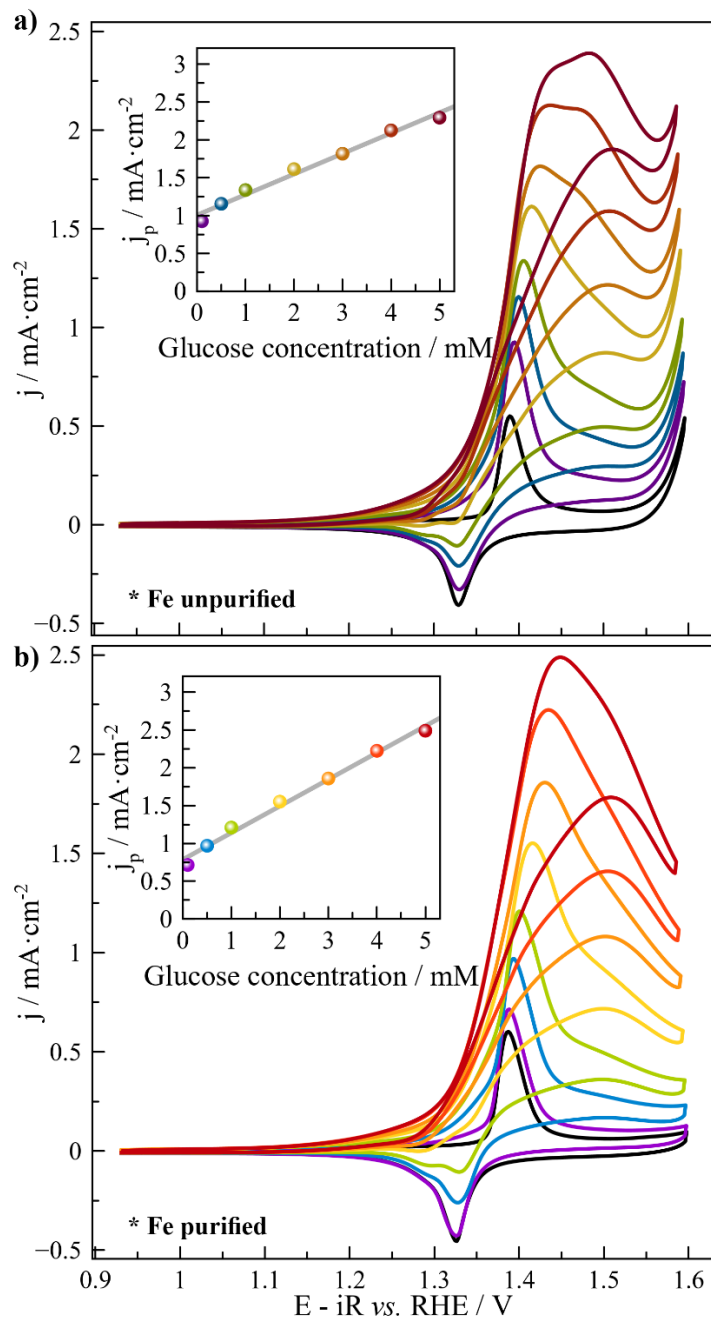 a)
2.5
2
1.5
1
0.5
0
−0.5
j / mA·cm-2
3
2.5
2
1.5
1
0.5
0
jp / mA·cm-2
0 1 2 3 4 5
Glucose concentration / mM
* Fe unpurified
b)
2.5
2
1.5
1
0.5
0
−0.5
j / mA·cm-2
3
2.5
2
1.5
1
0.5
0
jp / mA·cm-2
0 1 2 3 4 5
Glucose concentration / mM
* Fe purified
0.9 1 1.1 1.2 1.3 1.4 1.5 1.6
E - iR vs. RHE / V